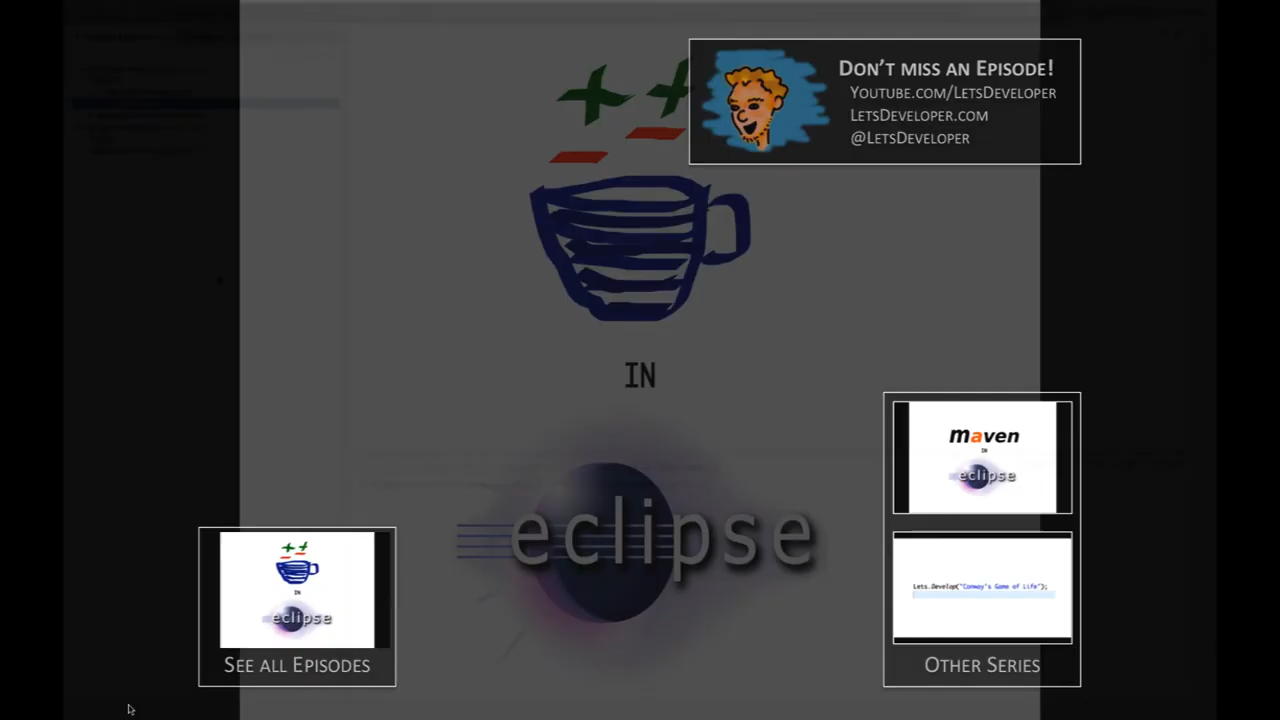 DON'T MISS AN EPISODE!
YOUTUBE.COM/LETSDEVELOPER
LETSDEVELOPER.COM
@LETSDEVELOPER
IN
eclipse
maven
IN
eclipse
Lets.Develop("Conway's Game of Life");
OTHER SERIES
IN
eclipse
SEE ALL EPISODES